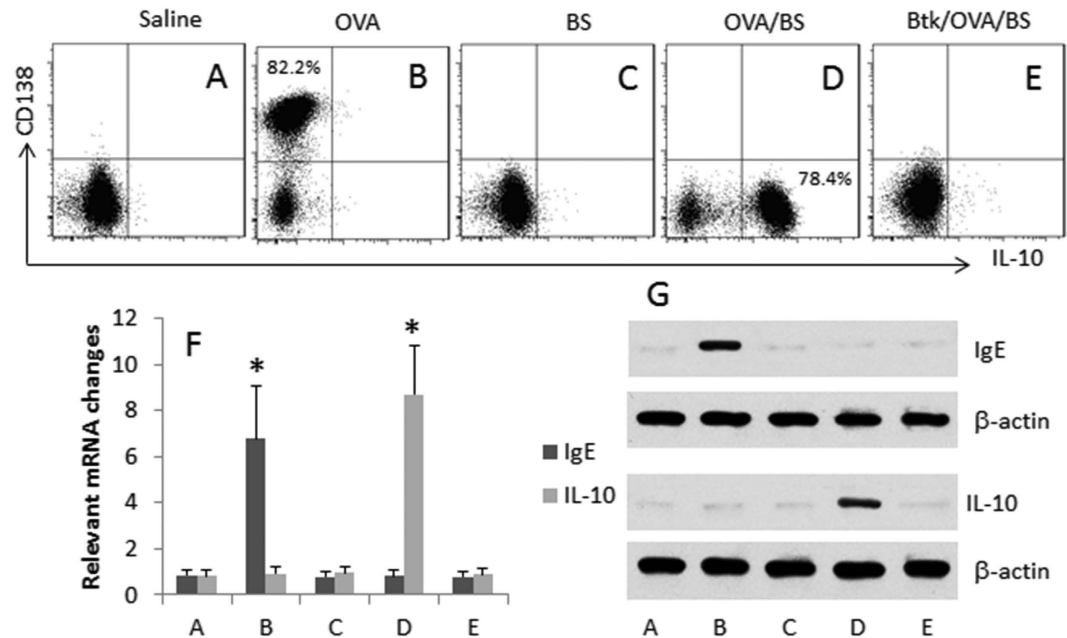 Saline
OVA
BS
OVA/BS
Btk/OVA/BS
CD138
A
82.2%
B
C
D
78.4%
E
IL-10
F
Relevant mRNA changes
12
10
8
6
4
2
0
*
*
IgE
IL-10
A B C D E
G
IgE
β-actin
IL-10
β-actin
A B C D E